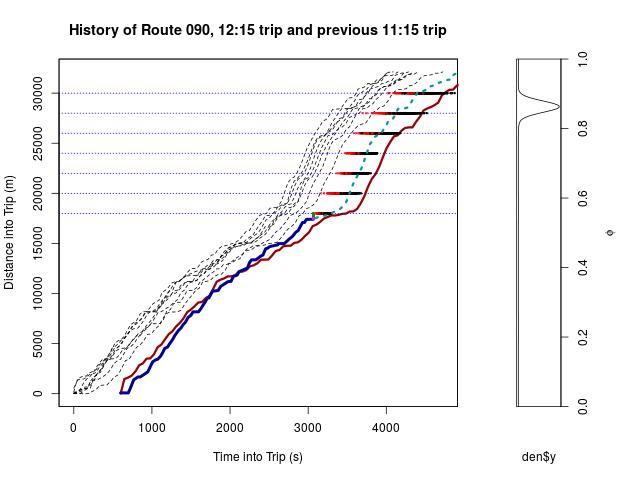 History of Route 090, 12:15 trip and previous 11:15 trip
Distance Into Trip (m)
30000
25000
20000
15000
10000
5000
0
0 1000 2000 3000 4000
Time into Trip (s)
1.0
0.8
0.6
0.4
0.2
0.0
ϕ
den$y